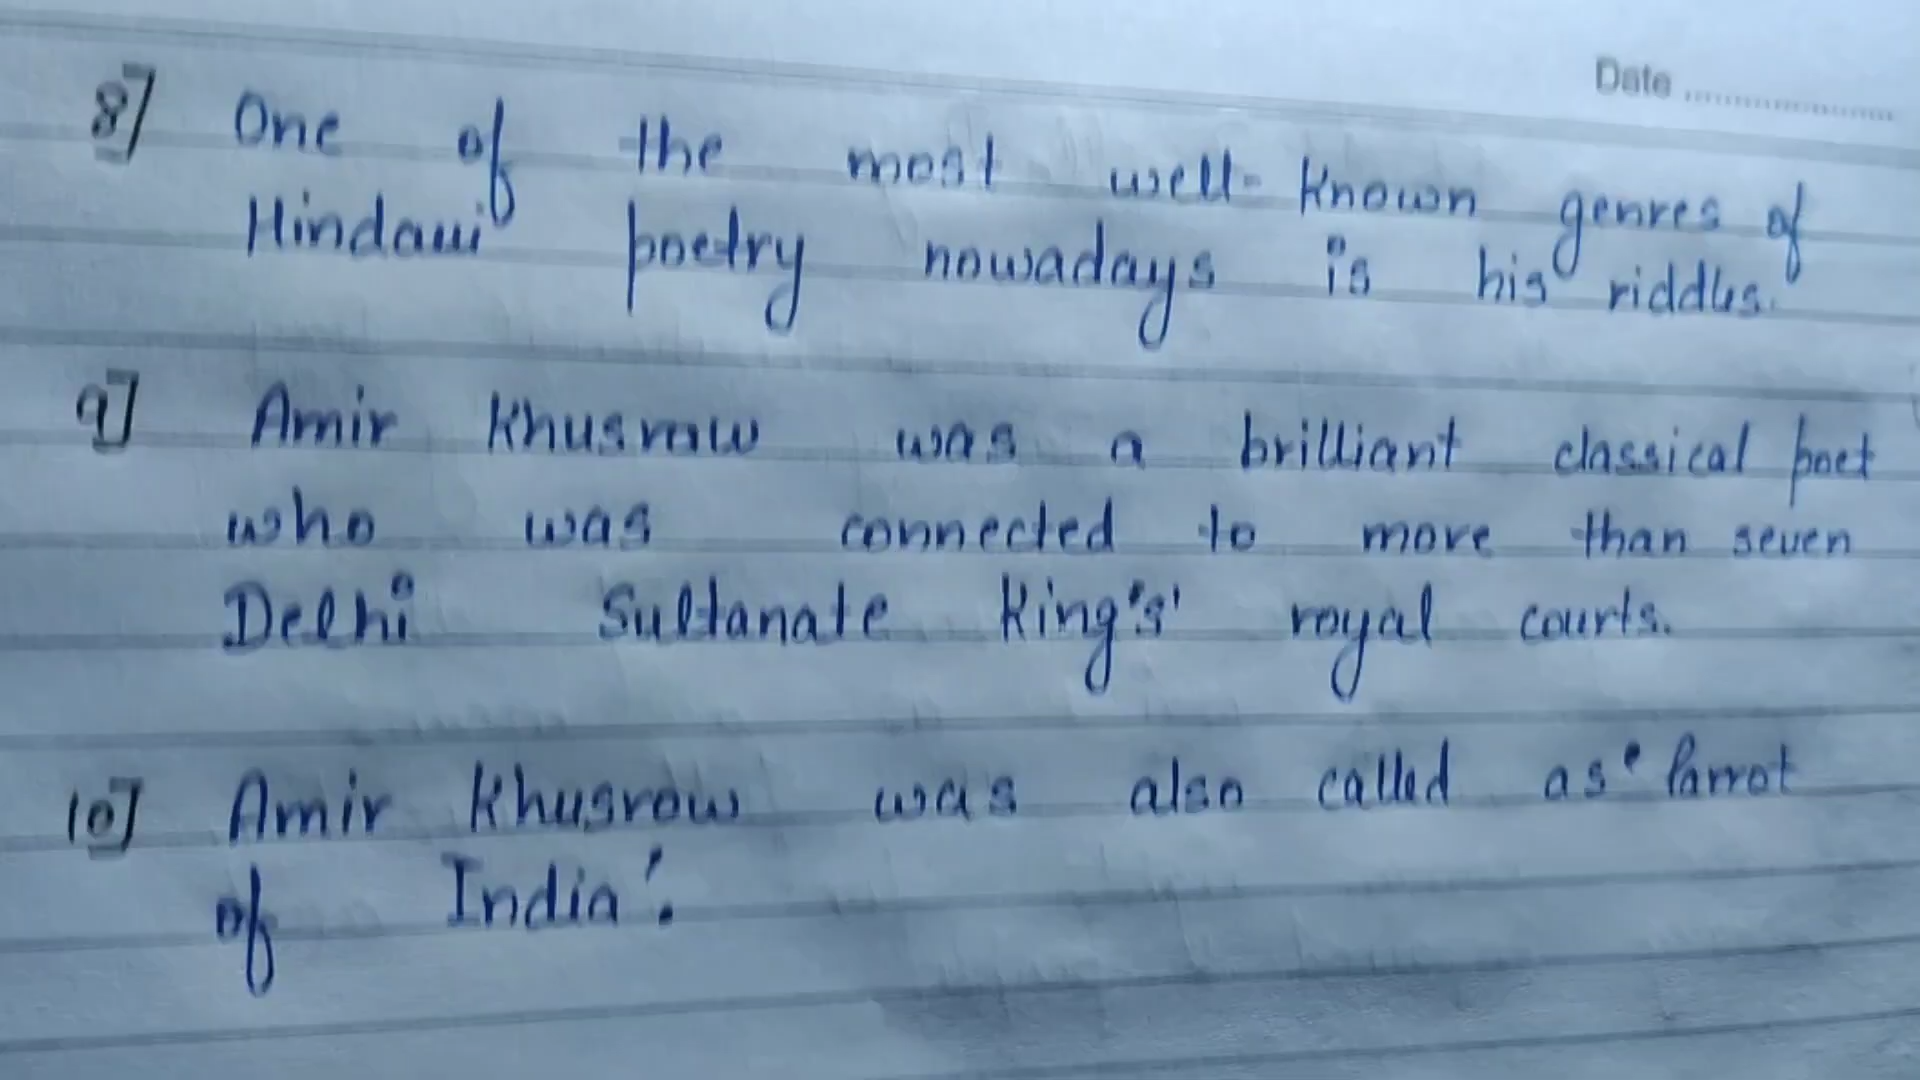 Date ....................
8] One of the most well-known genres of
Hindawi poetry nowadays is his riddles.
9] Amir Khusraw was a brilliant classical poet
who was connected to more than seven
Delhi Sultanate King's' royal courts.
10] Amir Khusrow was also called as 'Parrot
of India'.